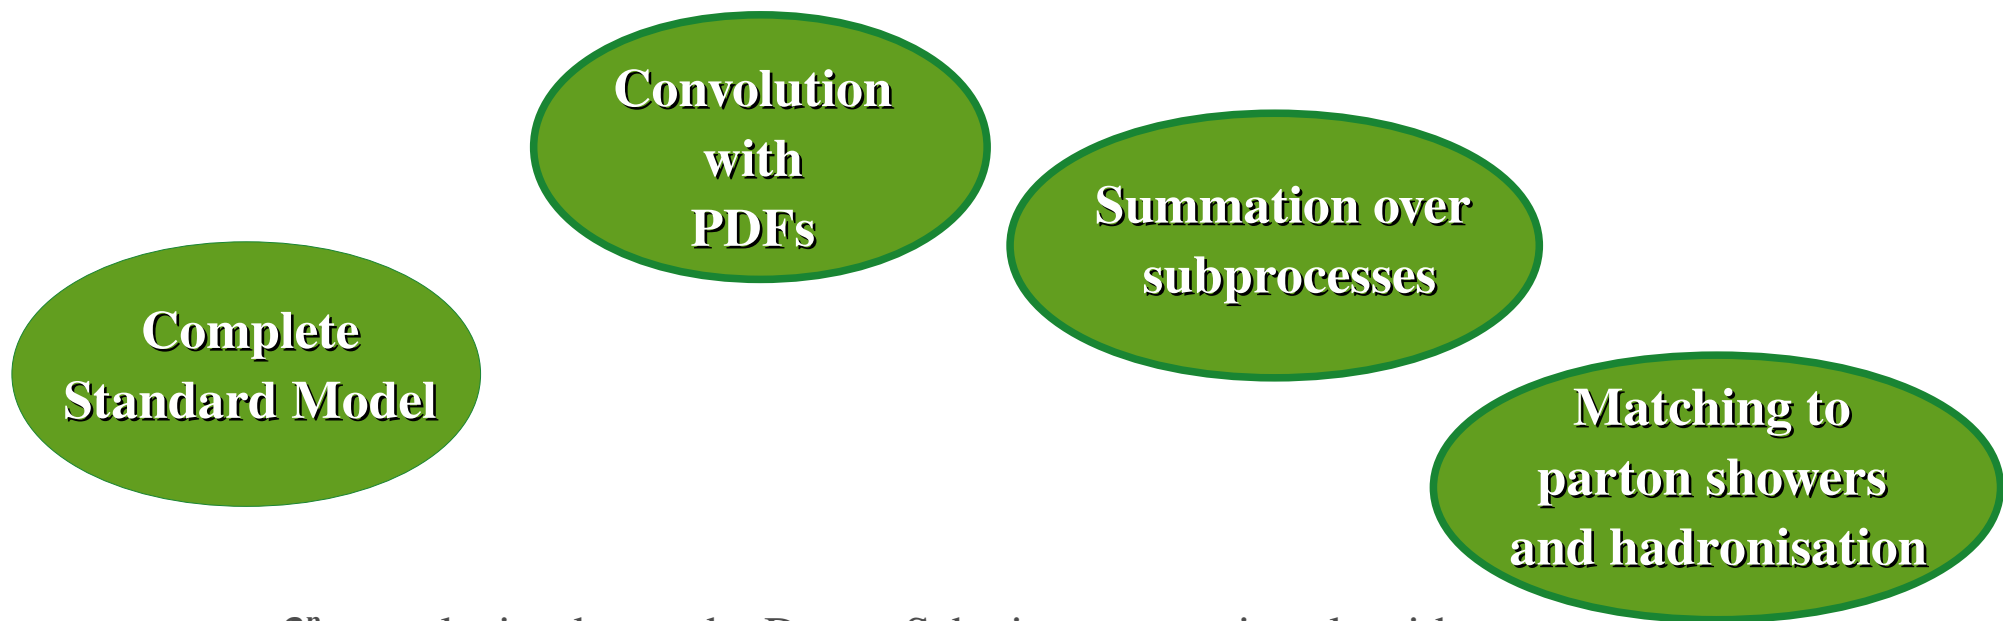 Convolution
with
PDFs
Summation over
subprocesses
Complete
Standard Model
Matching to
parton showers
and hadronisation